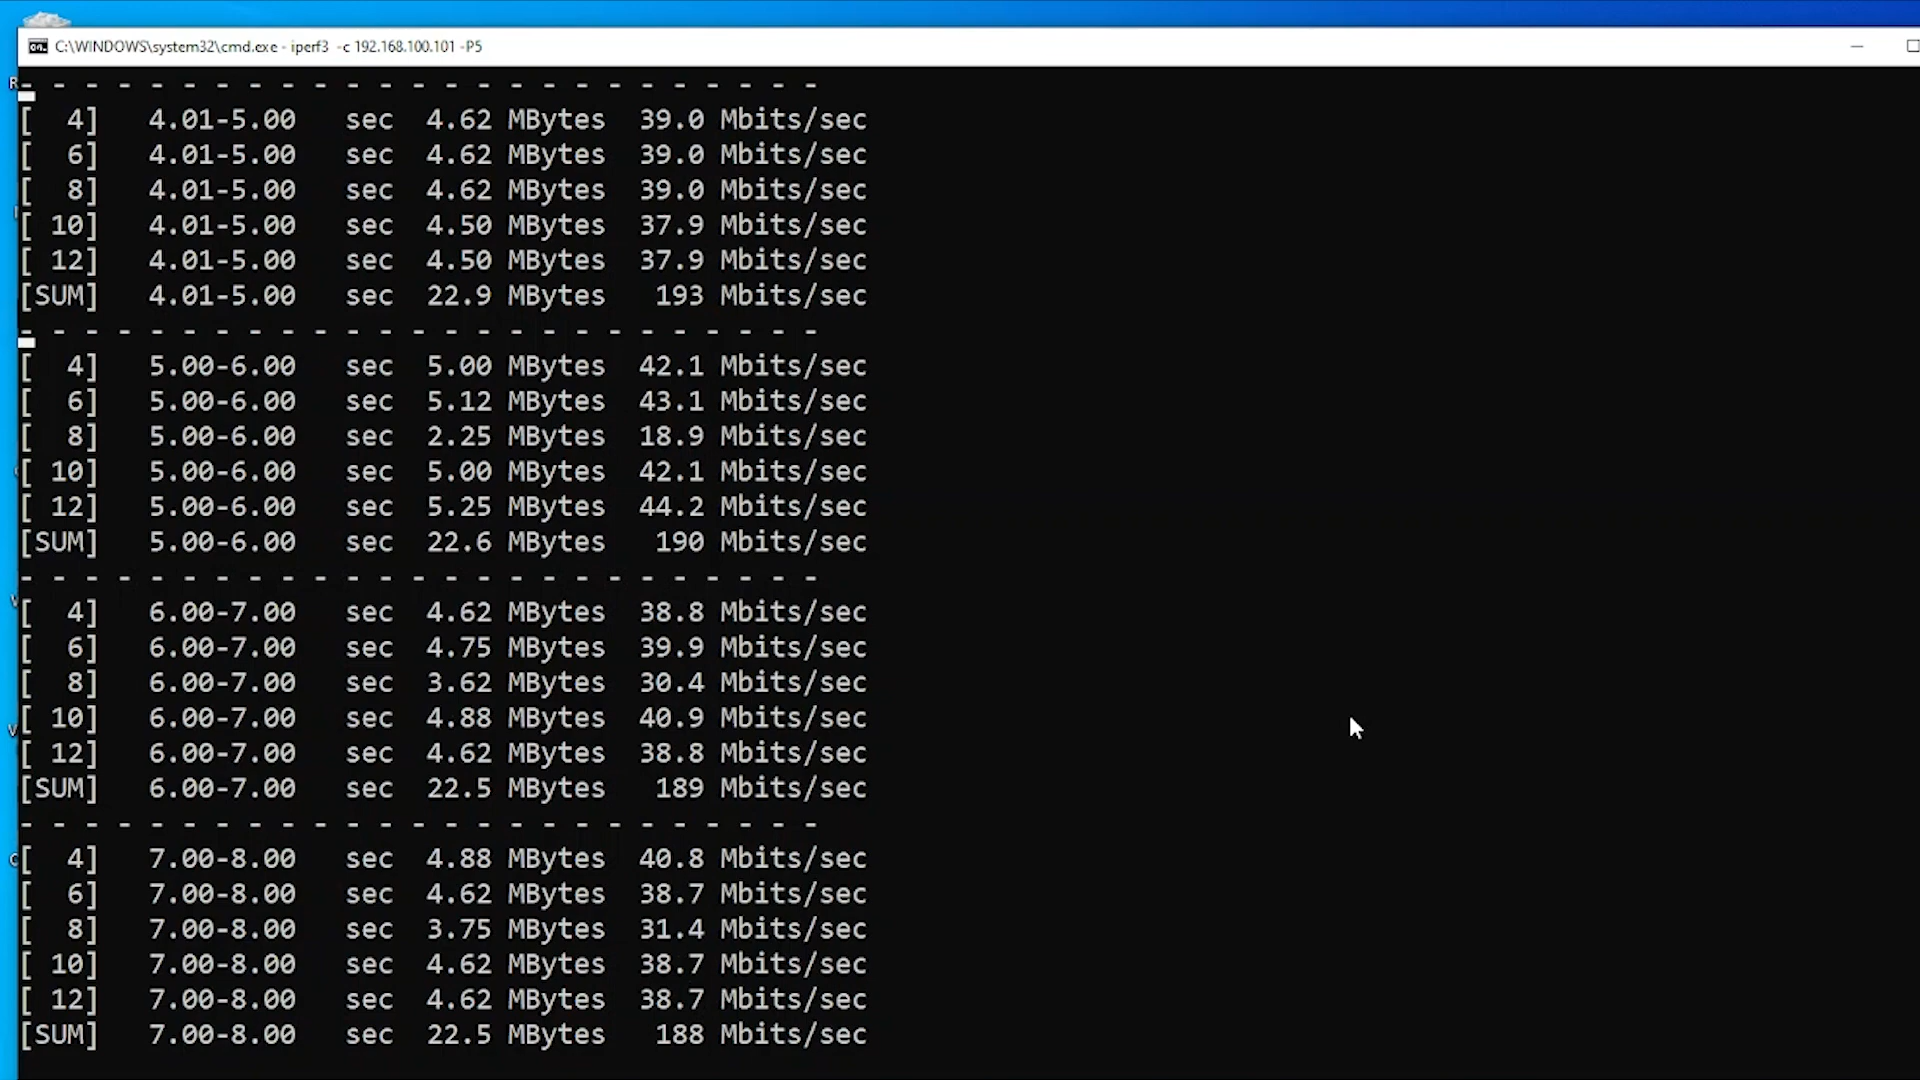 C:\WINDOWS\system32\cmd.exe - iperf3  -c 192.168.100.101 -P5
- - - - - - - - - - - - - - - - - - - - - - - - -
[  4]   4.01-5.00   sec  4.62 MBytes  39.0 Mbits/sec
[  6]   4.01-5.00   sec  4.62 MBytes  39.0 Mbits/sec
[  8]   4.01-5.00   sec  4.62 MBytes  39.0 Mbits/sec
[ 10]   4.01-5.00   sec  4.50 MBytes  37.9 Mbits/sec
[ 12]   4.01-5.00   sec  4.50 MBytes  37.9 Mbits/sec
[SUM]   4.01-5.00   sec  22.9 MBytes   193 Mbits/sec
- - - - - - - - - - - - - - - - - - - - - - - - -
[  4]   5.00-6.00   sec  5.00 MBytes  42.1 Mbits/sec
[  6]   5.00-6.00   sec  5.12 MBytes  43.1 Mbits/sec
[  8]   5.00-6.00   sec  2.25 MBytes  18.9 Mbits/sec
[ 10]   5.00-6.00   sec  5.00 MBytes  42.1 Mbits/sec
[ 12]   5.00-6.00   sec  5.25 MBytes  44.2 Mbits/sec
[SUM]   5.00-6.00   sec  22.6 MBytes   190 Mbits/sec
- - - - - - - - - - - - - - - - - - - - - - - - -
[  4]   6.00-7.00   sec  4.62 MBytes  38.8 Mbits/sec
[  6]   6.00-7.00   sec  4.75 MBytes  39.9 Mbits/sec
[  8]   6.00-7.00   sec  3.62 MBytes  30.4 Mbits/sec
[ 10]   6.00-7.00   sec  4.88 MBytes  40.9 Mbits/sec
[ 12]   6.00-7.00   sec  4.62 MBytes  38.8 Mbits/sec
[SUM]   6.00-7.00   sec  22.5 MBytes   189 Mbits/sec
- - - - - - - - - - - - - - - - - - - - - - - - -
[  4]   7.00-8.00   sec  4.88 MBytes  40.8 Mbits/sec
[  6]   7.00-8.00   sec  4.62 MBytes  38.7 Mbits/sec
[  8]   7.00-8.00   sec  3.75 MBytes  31.4 Mbits/sec
[ 10]   7.00-8.00   sec  4.62 MBytes  38.7 Mbits/sec
[ 12]   7.00-8.00   sec  4.62 MBytes  38.7 Mbits/sec
[SUM]   7.00-8.00   sec  22.5 MBytes   188 Mbits/sec